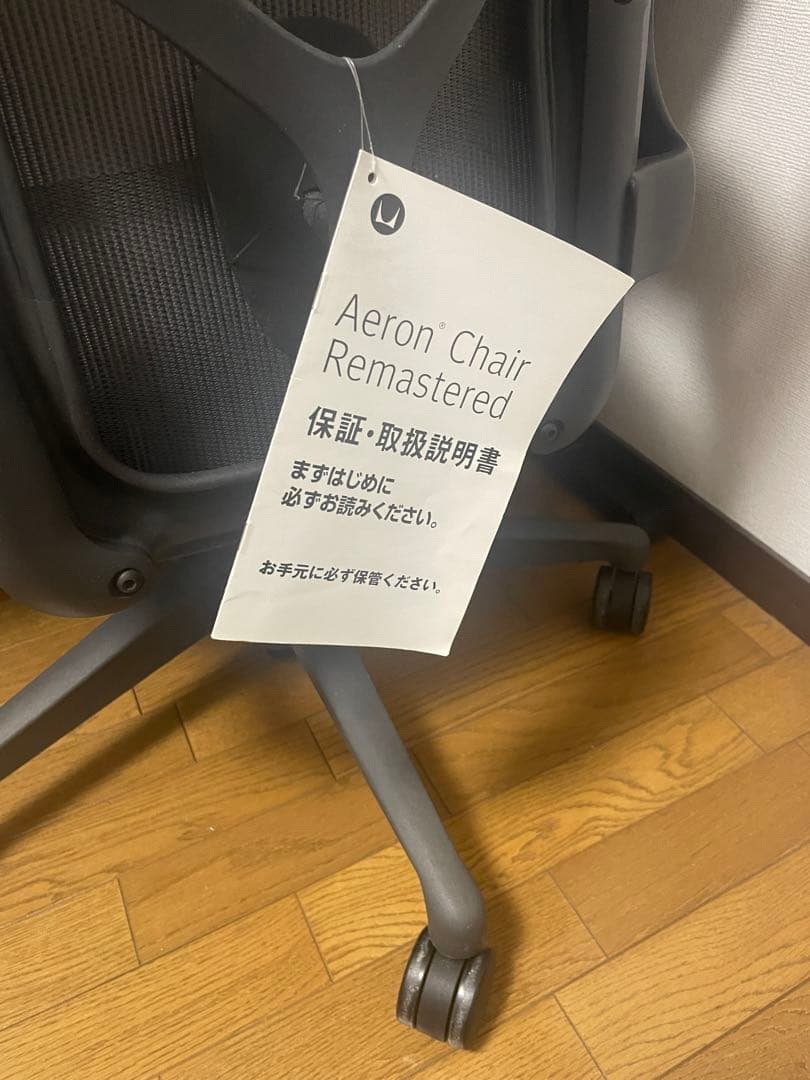 Aeron® Chair
Remastered
保証・取扱説明書
まずはじめに
必ずお読みください。
お手元に必ず保管ください。